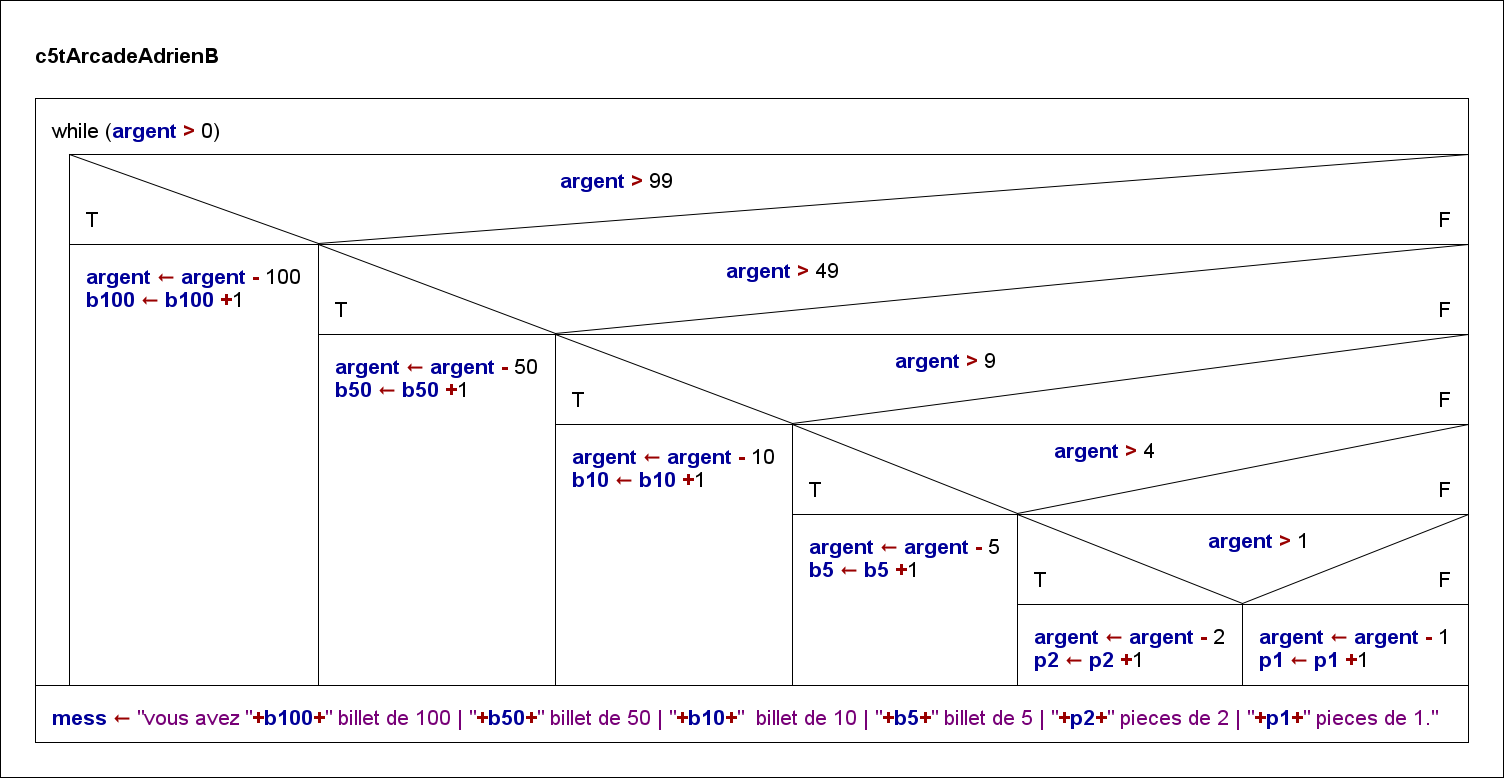 c5tArcadeAdrienB
while (argent > 0)
argent > 99
T
F
argent ← argent - 100
b100 ← b100 +1
argent > 49
T
F
argent ← argent - 50
b50 ← b50 +1
argent > 9
T
F
argent ← argent - 10
b10 ← b10 +1
argent > 4
T
F
argent ← argent - 5
b5 ← b5 +1
argent > 1
T
F
argent ← argent - 2
p2 ← p2 +1
argent ← argent - 1
p1 ← p1 +1
mess ← "vous avez "+b100+" billet de 100 | "+b50+" billet de 50 | "+b10+"  billet de 10 | "+b5+" billet de 5 | "+p2+" pieces de 2 | "+p1+" pieces de 1."